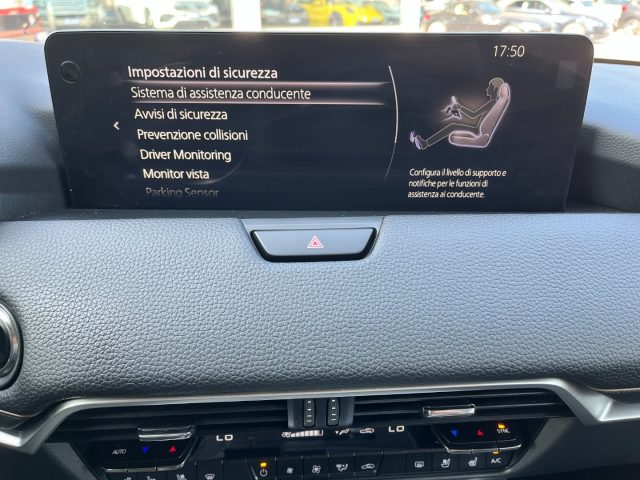 17:50
Impostazioni di sicurezza
Sistema di assistenza conducente
Avvisi di sicurezza
Prevenzione collisioni
Driver Monitoring
Monitor vista
Parking Sensor
Configura il livello di supporto e
notifiche per le funzioni di
assistenza al conducente.
LO
LO
AUTO
SYNC
A/C